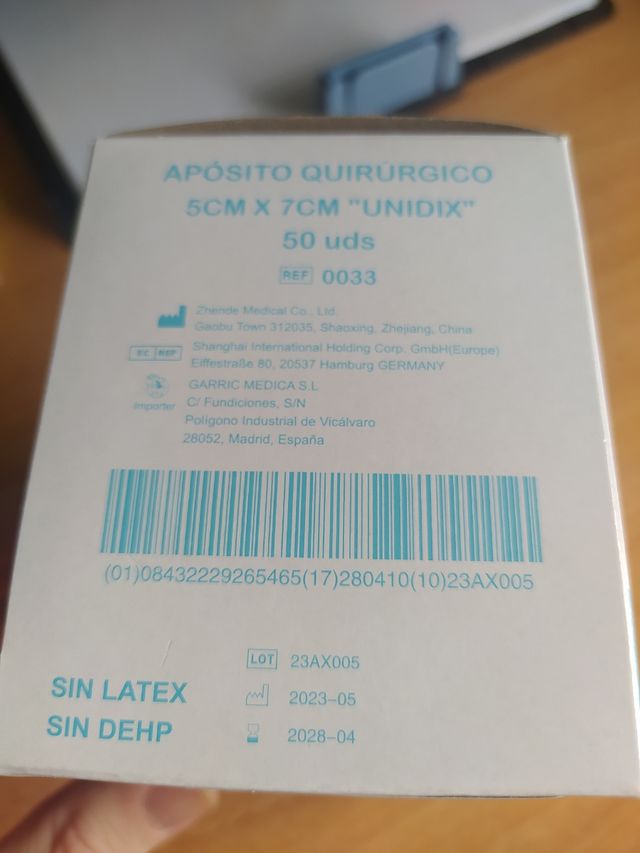 APÓSITO QUIRÚRGICO
5CM X 7CM "UNIDIX"
50 uds
REF 0033
Zhende Medical Co., Ltd.
Gaobu Town 312035, Shaoxing, Zhejiang, China
EC REP Shanghai International Holding Corp. GmbH(Europe)
Eiffestraße 80, 20537 Hamburg GERMANY
GARRIC MEDICA S.L
Importer C/ Fundiciones, S/N
Polígono Industrial de Vicálvaro
28052, Madrid, España
(01)08432229265465(17)280410(10)23AX005
LOT 23AX005
SIN LATEX 2023-05
SIN DEHP 2028-04